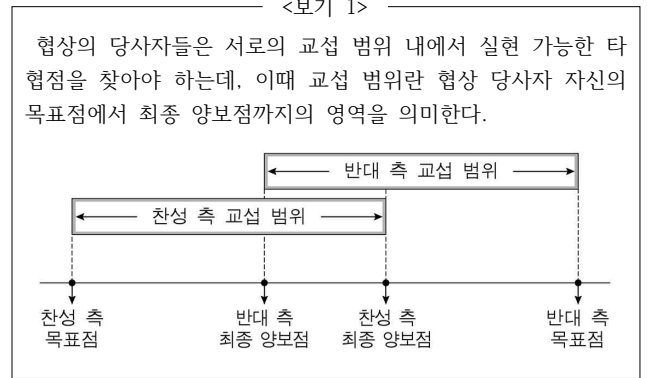 <보기 1>
협상의 당사자들은 서로의 교섭 범위 내에서 실현 가능한 타
협점을 찾아야 하는데, 이때 교섭 범위란 협상 당사자 자신의
목표점에서 최종 양보점까지의 영역을 의미한다.
반대 측 교섭 범위
찬성 측 교섭 범위
찬성 측 반대 측 찬성 측 반대 측
목표점 최종 양보점 최종 양보점 목표점